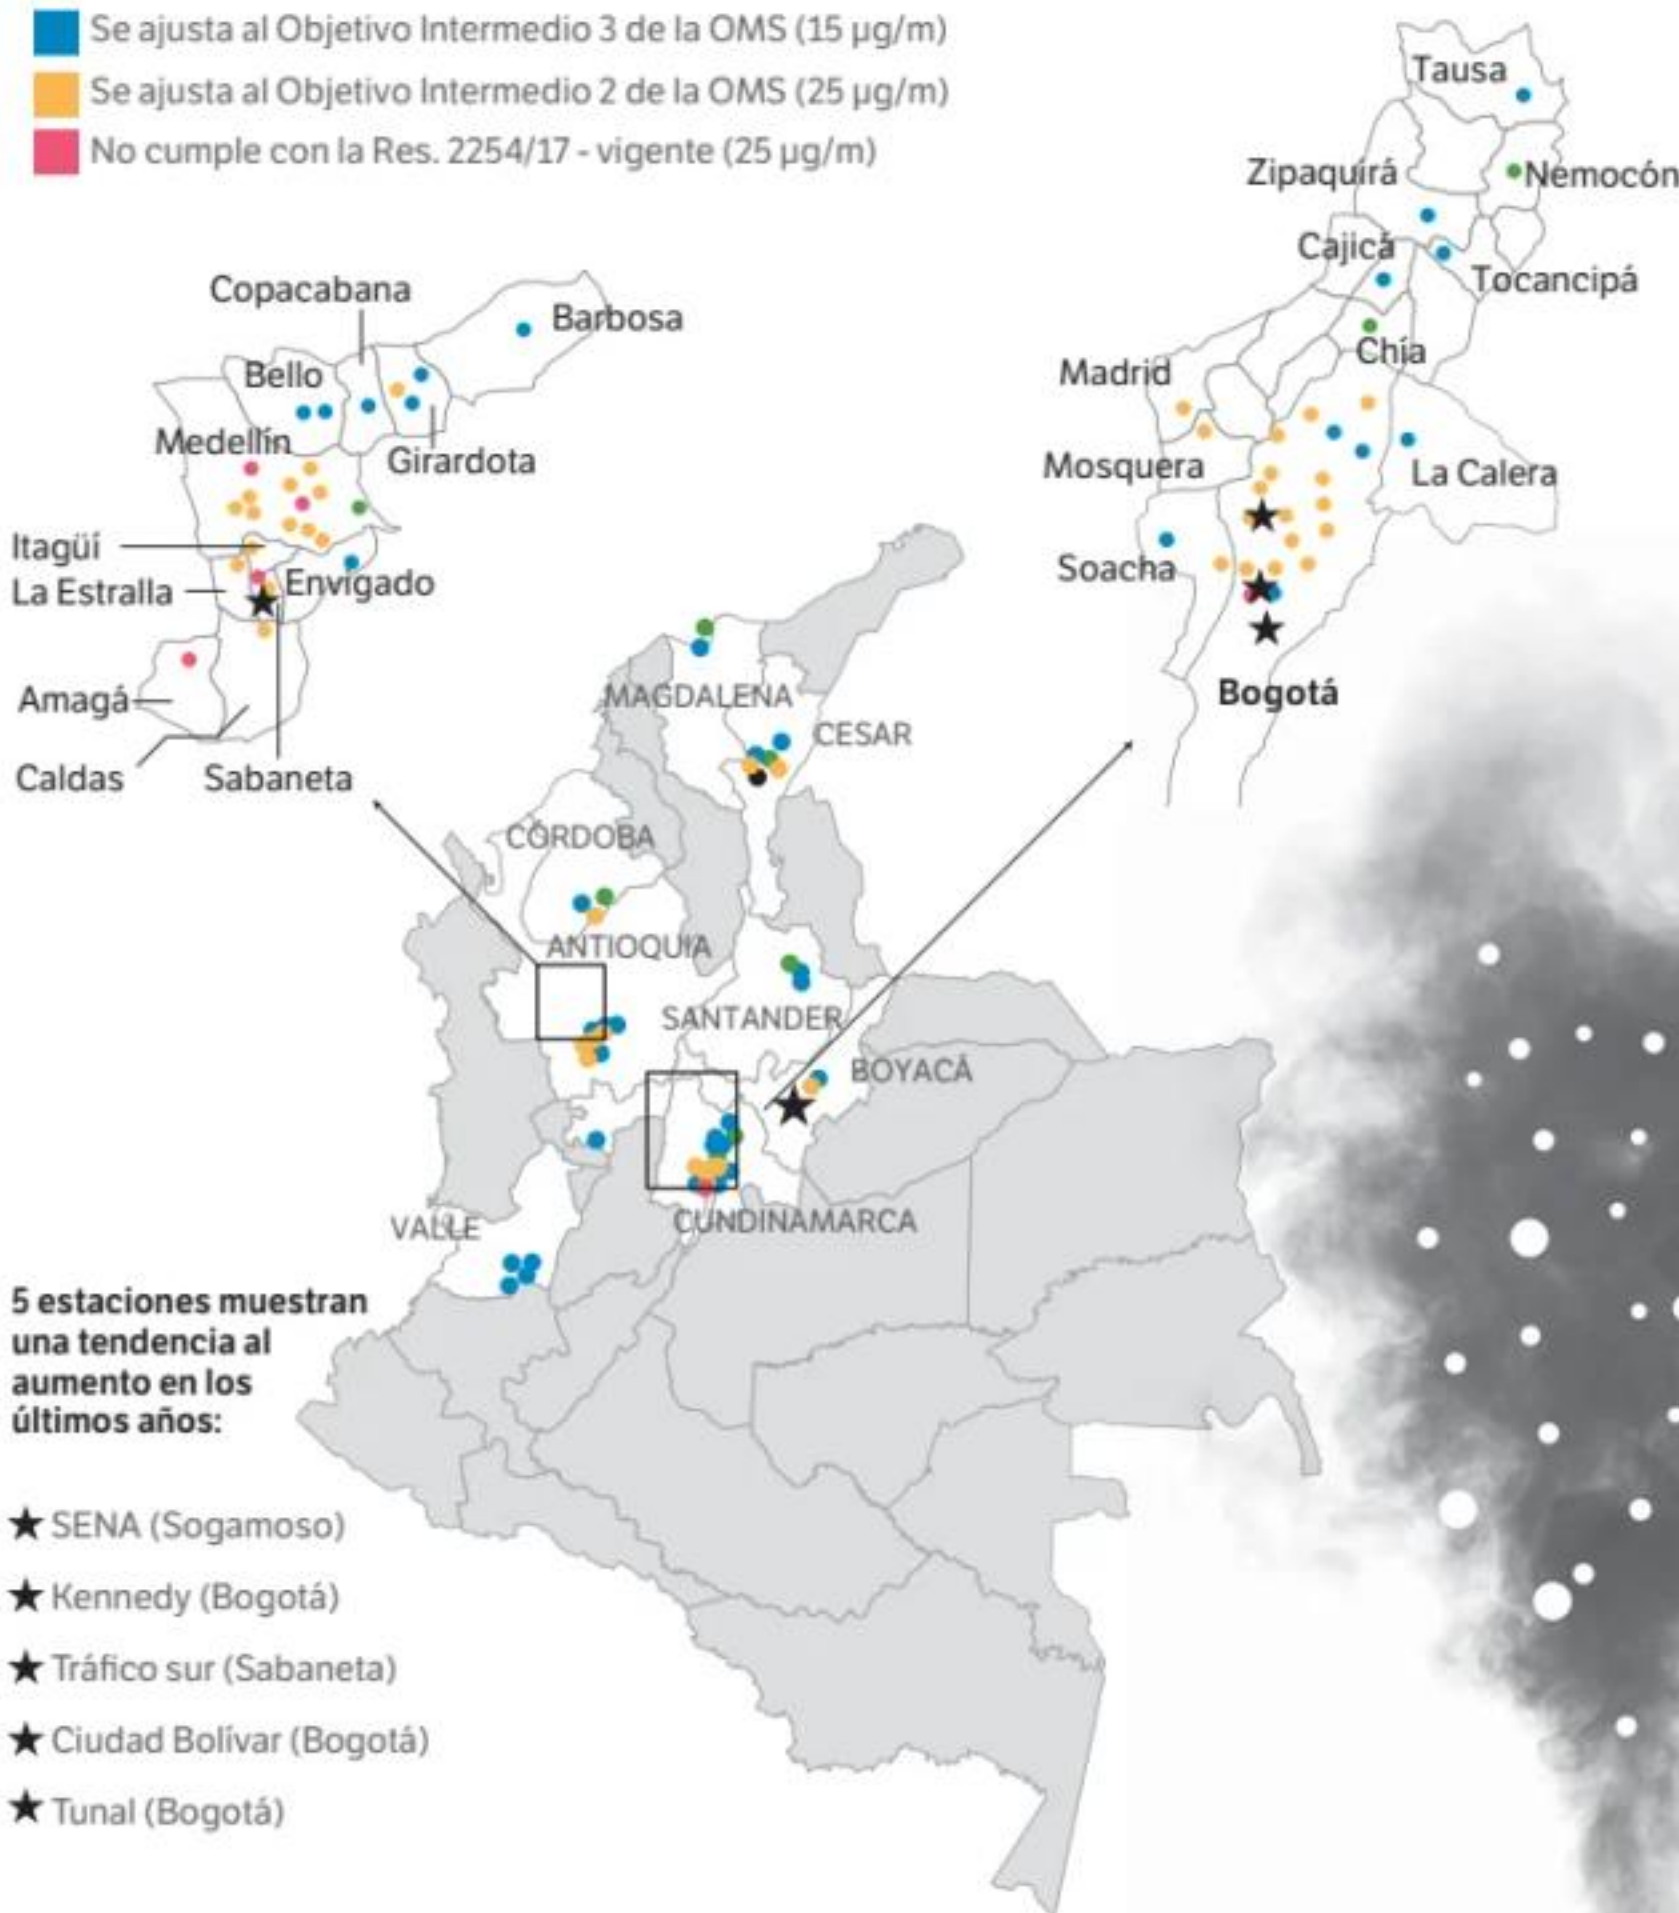 Se ajusta al Objetivo Intermedio 3 de la OMS (15 µg/m)
Se ajusta al Objetivo Intermedio 2 de la OMS (25 µg/m)
No cumple con la Res. 2254/17 - vigente (25 µg/m)
Tausa
Zipaquirá
Nemocón
Cajicá
Tocancipá
Chía
Madrid
Mosquera
La Calera
Soacha
Bogotá
Copacabana
Barbosa
Bello
Medellín
Girardota
Itagüí
La Estralla
Envigado
Amagá
Caldas
Sabaneta
MAGDALENA
CESAR
CÓRDOBA
ANTIOQUIA
SANTANDER
BOYACÁ
CUNDINAMARCA
VALLE
5 estaciones muestran
una tendencia al
aumento en los
últimos años:
SENA (Sogamoso)
Kennedy (Bogotá)
Tráfico sur (Sabaneta)
Ciudad Bolívar (Bogotá)
Tunal (Bogotá)